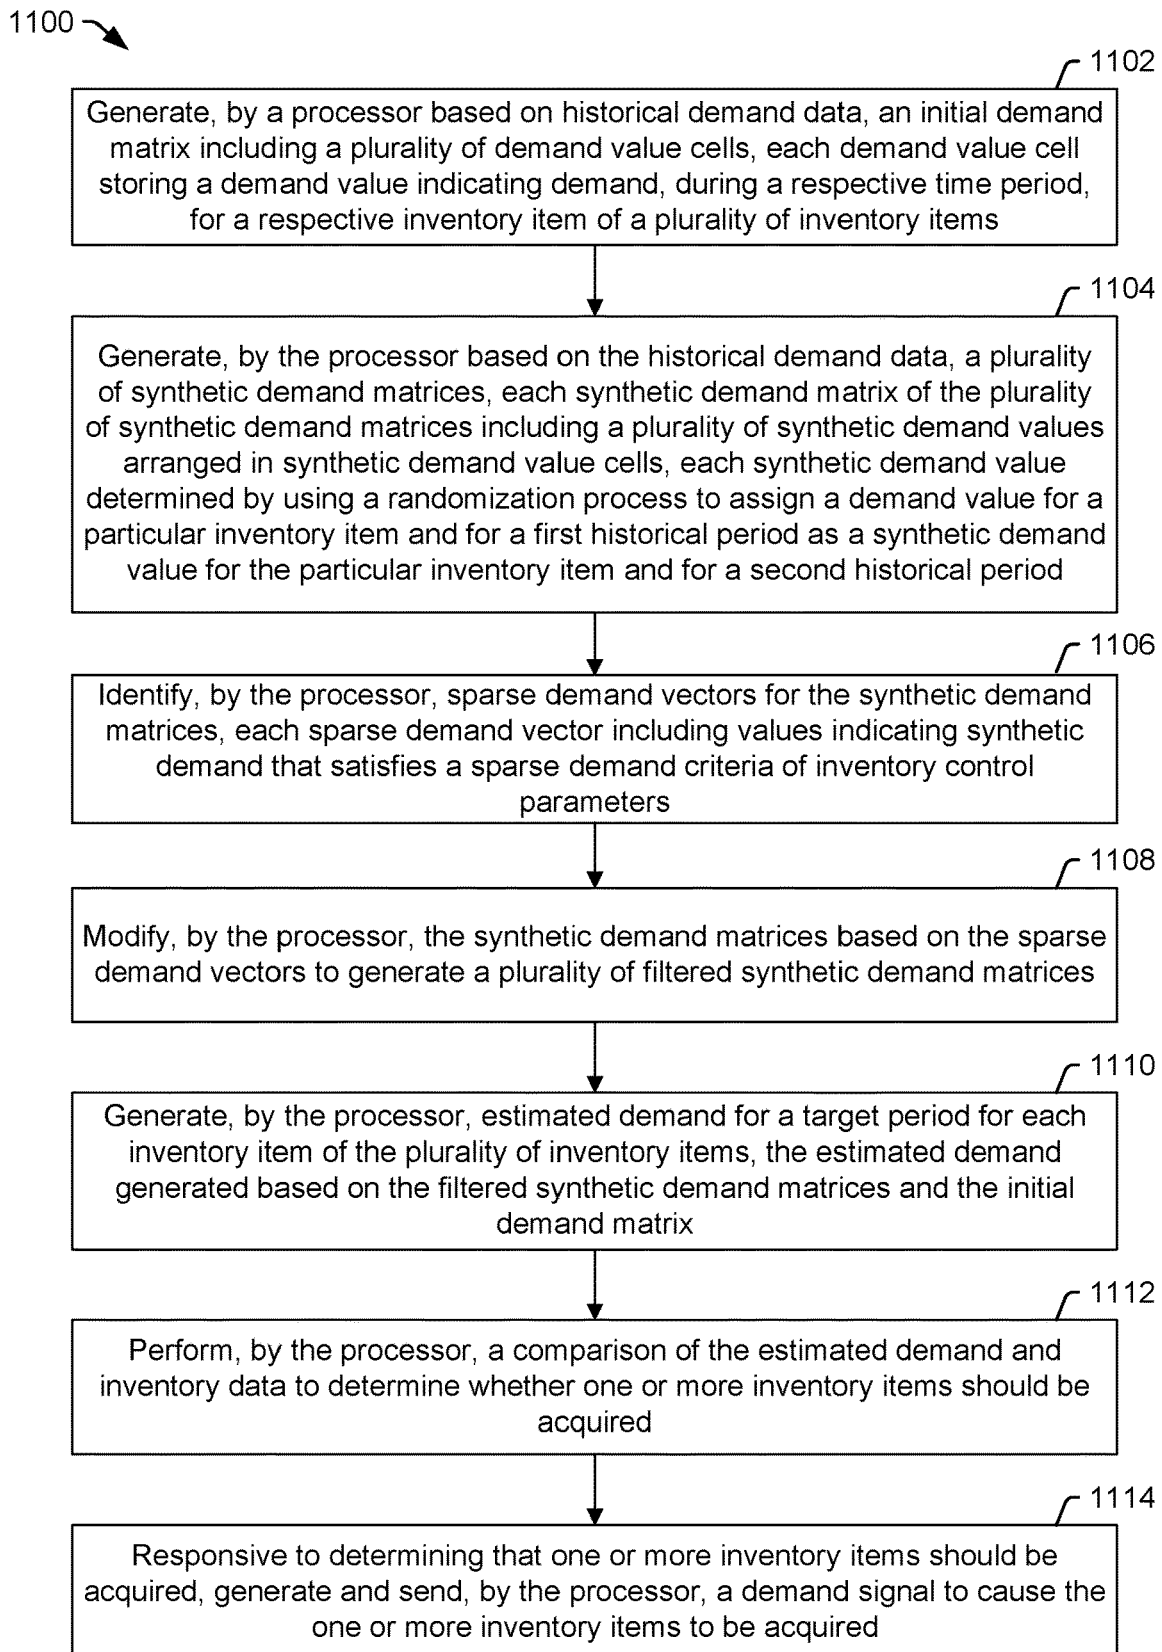 1100
1102
Generate, by a processor based on historical demand data, an initial demand
matrix including a plurality of demand value cells, each demand value cell
storing a demand value indicating demand, during a respective time period,
for a respective inventory item of a plurality of inventory items
1104
Generate, by the processor based on the historical demand data, a plurality
of synthetic demand matrices, each synthetic demand matrix of the plurality
of synthetic demand matrices including a plurality of synthetic demand values
arranged in synthetic demand value cells, each synthetic demand value
determined by using a randomization process to assign a demand value for a
particular inventory item and for a first historical period as a synthetic demand
value for the particular inventory item and for a second historical period
1106
Identify, by the processor, sparse demand vectors for the synthetic demand
matrices, each sparse demand vector including values indicating synthetic
demand that satisfies a sparse demand criteria of inventory control
parameters
1108
Modify, by the processor, the synthetic demand matrices based on the sparse
demand vectors to generate a plurality of filtered synthetic demand matrices
1110
Generate, by the processor, estimated demand for a target period for each
inventory item of the plurality of inventory items, the estimated demand
generated based on the filtered synthetic demand matrices and the initial
demand matrix
1112
Perform, by the processor, a comparison of the estimated demand and
inventory data to determine whether one or more inventory items should be
acquired
1114
Responsive to determining that one or more inventory items should be
acquired, generate and send, by the processor, a demand signal to cause the
one or more inventory items to be acquired